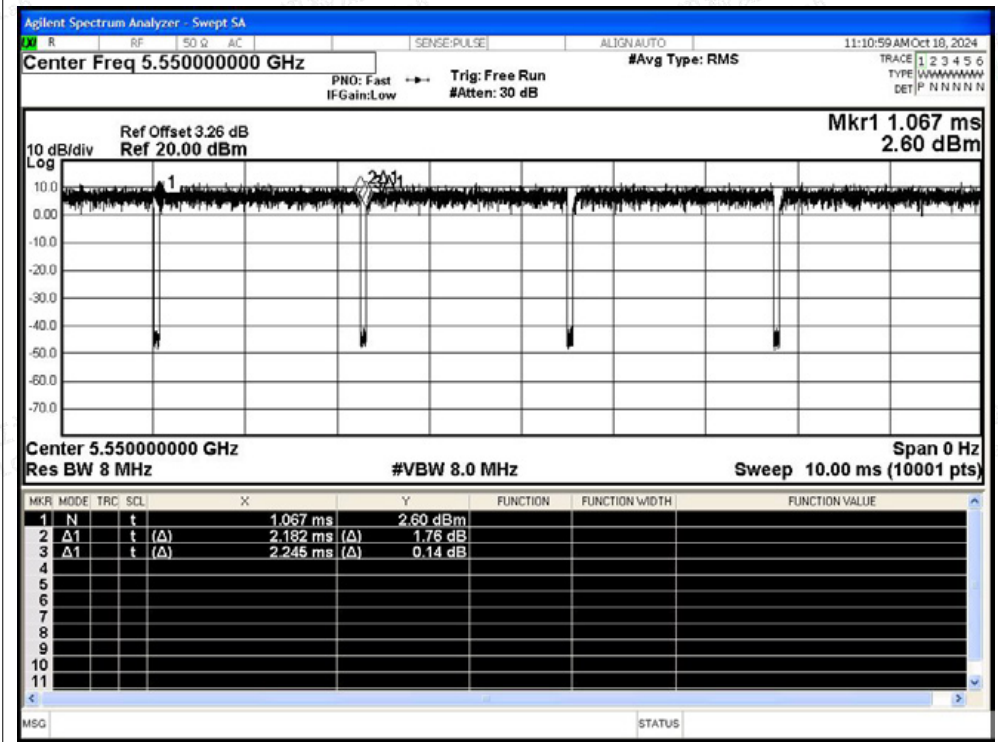 Agilent Spectrum Analyzer - Swept SA
LXI R RF 50 Ω AC SENSE:PULSE ALIGNAUTO 11:10:59 AM Oct 18, 2024
Center Freq 5.550000000 GHz #Avg Type: RMS TRACE 1 2 3 4 5 6
PNO: Fast Trig: Free Run TYPE WWWWWW
IFGain:Low #Atten: 30 dB DET P N N N N N
Mkr1 1.067 ms
Ref Offset 3.26 dB
10 dB/div Ref 20.00 dBm 2.60 dBm
Log
1 2Δ1
3Δ1
10.0
0.00
-10.0
-20.0
-30.0
-40.0
-50.0
-60.0
-70.0
Center 5.550000000 GHz Span 0 Hz
Res BW 8 MHz #VBW 8.0 MHz Sweep 10.00 ms (10001 pts)
MKR MODE TRC SCL X Y FUNCTION FUNCTION WIDTH FUNCTION VALUE
1 N t 1.067 ms 2.60 dBm
2 Δ1 t (Δ) 2.182 ms (Δ) 1.76 dB
3 Δ1 t (Δ) 2.245 ms (Δ) 0.14 dB
4
5
6
7
8
9
10
11
MSG STATUS